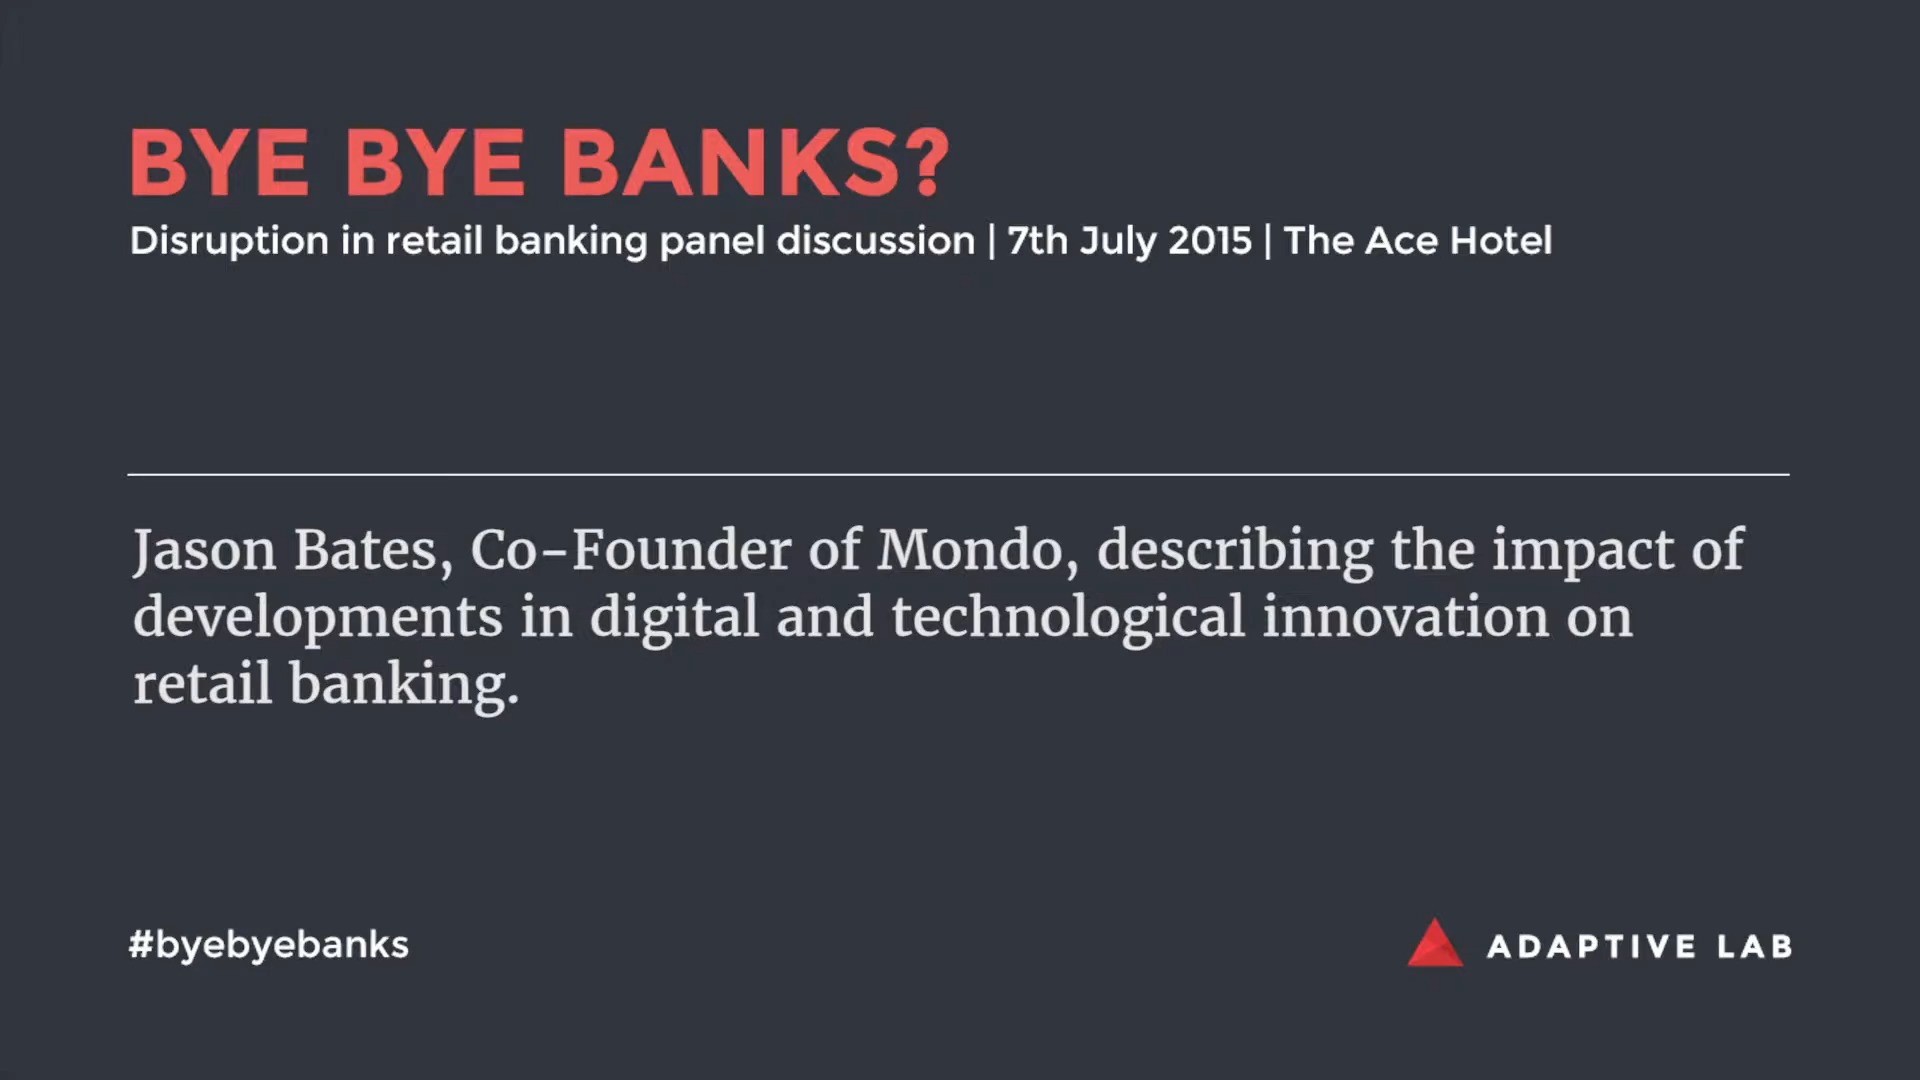 BYE BYE BANKS?
Disruption in retail banking panel discussion | 7th July 2015 | The Ace Hotel
Jason Bates, Co-Founder of Mondo, describing the impact of
developments in digital and technological innovation on
retail banking.
#byebyebanks
ADAPTIVE LAB